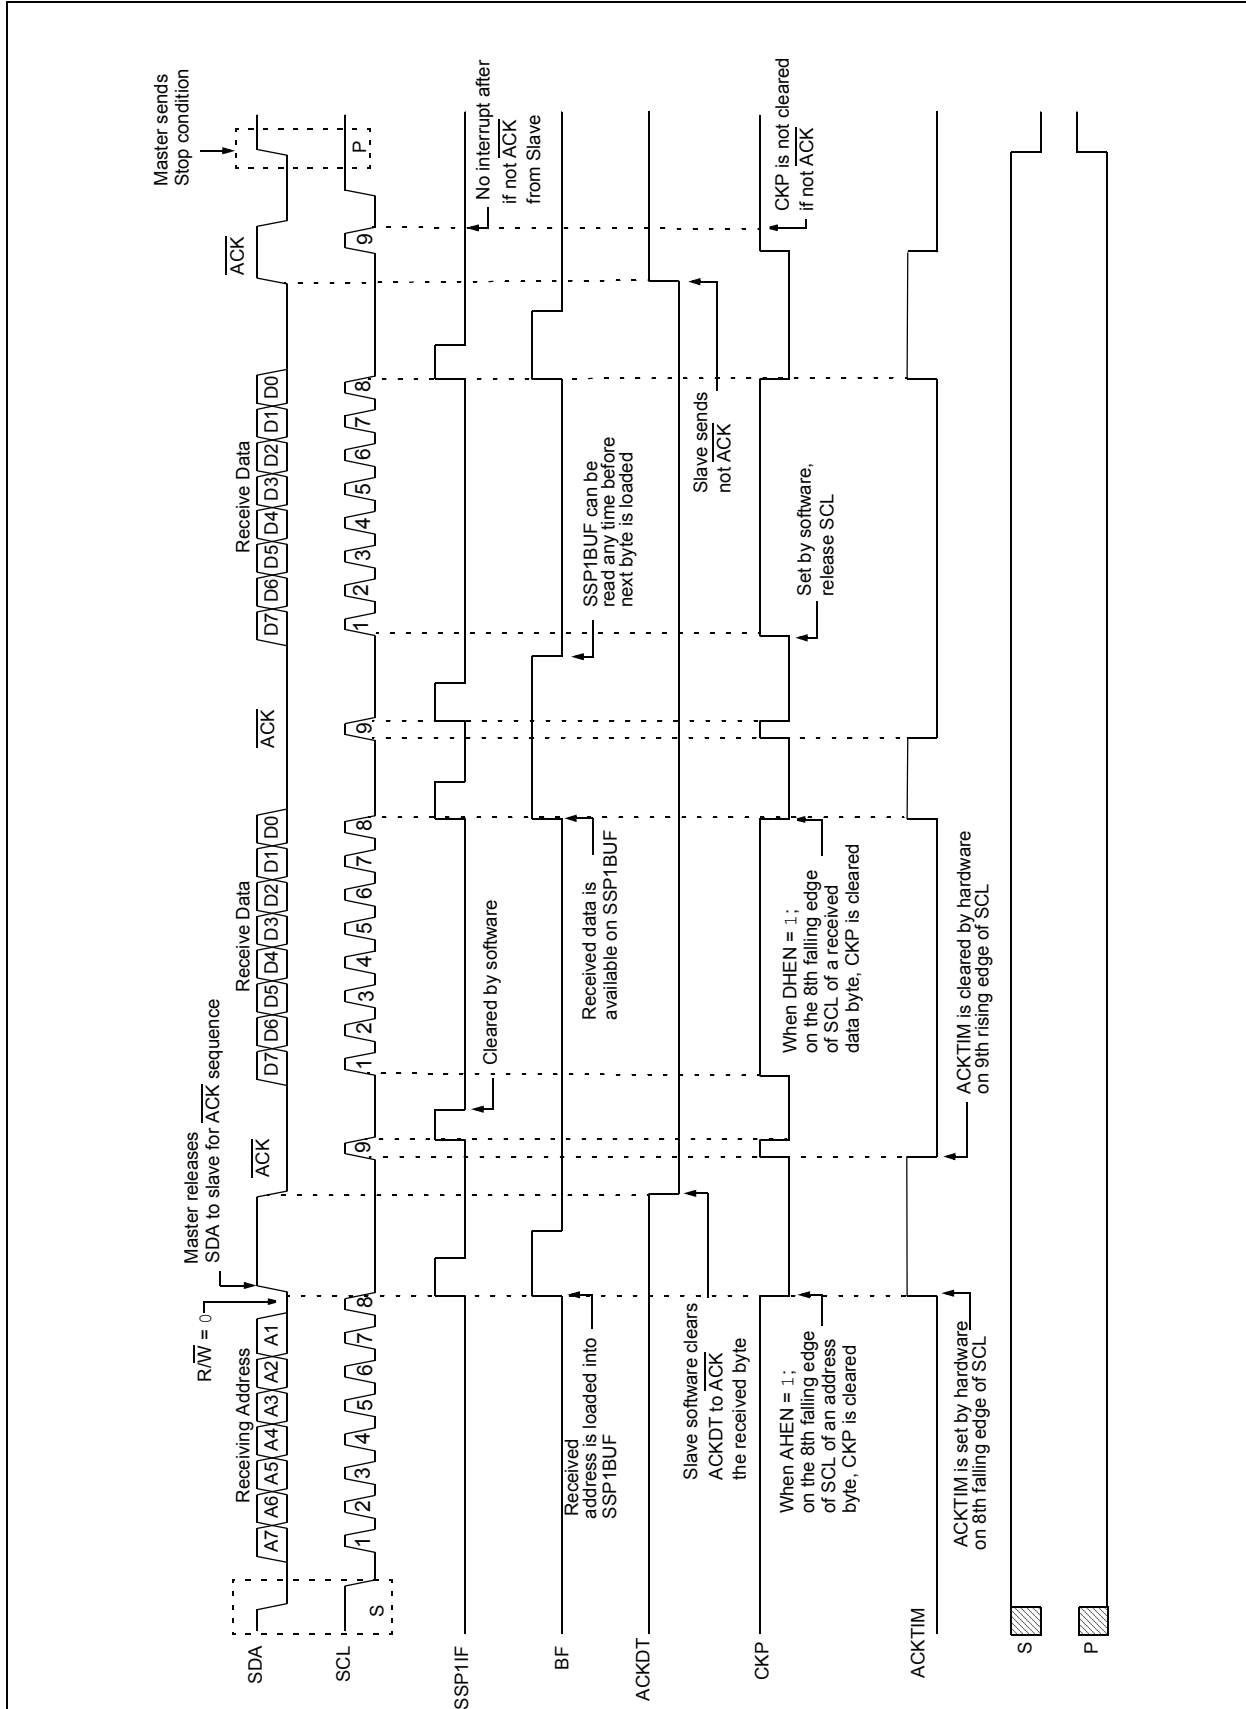 Master sends
Stop condition
Master releases
SDA to slave for ACK sequence
R/W = 0
Receiving Address
ACK
Receive Data
ACK
Receive Data
ACK
SDA
A7 A6 A5 A4 A3 A2 A1
D7 D6 D5 D4 D3 D2 D1 D0
D7 D6 D5 D4 D3 D2 D1 D0
SCL
S
1 2 3 4 5 6 7 8 9
1 2 3 4 5 6 7 8 9
1 2 3 4 5 6 7 8 9
P
SSP1IF
Cleared by software
No interrupt after
if not ACK
from Slave
BF
Received
address is loaded into
SSP1BUF
Received data is
available on SSP1BUF
SSP1BUF can be
read any time before
next byte is loaded
ACKDT
Slave software clears
ACKDT to ACK
the received byte
Slave sends
not ACK
CKP
When AHEN = 1;
on the 8th falling edge
of SCL of an address
byte, CKP is cleared
When DHEN = 1;
on the 8th falling edge
of SCL of a received
data byte, CKP is cleared
Set by software,
release SCL
CKP is not cleared
if not ACK
ACKTIM
ACKTIM is set by hardware
on 8th falling edge of SCL
ACKTIM is cleared by hardware
on 9th rising edge of SCL
S
P